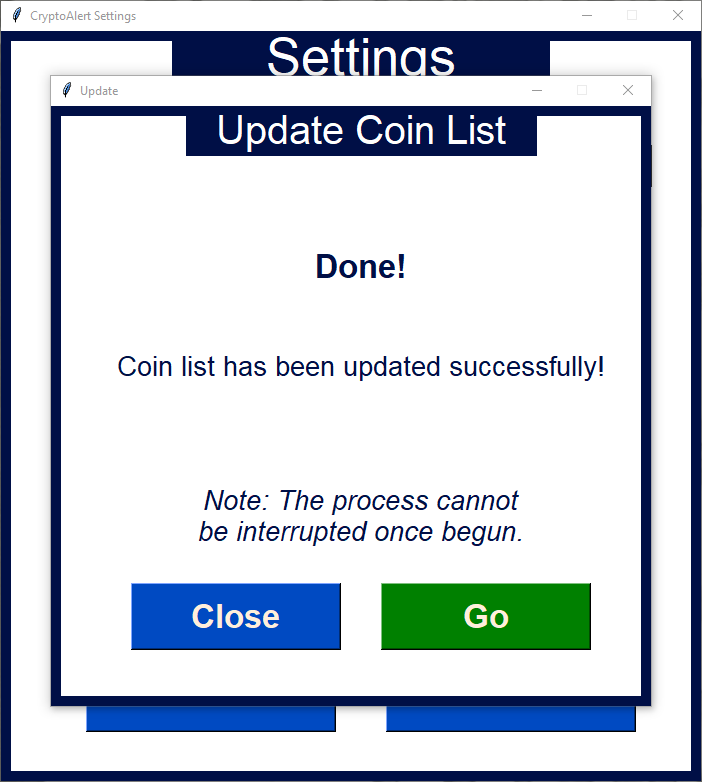 CryptoAlert Settings
Settings
Update
Update Coin List
Done!
Coin list has been updated successfully!
Note: The process cannot
be interrupted once begun.
Close
Go